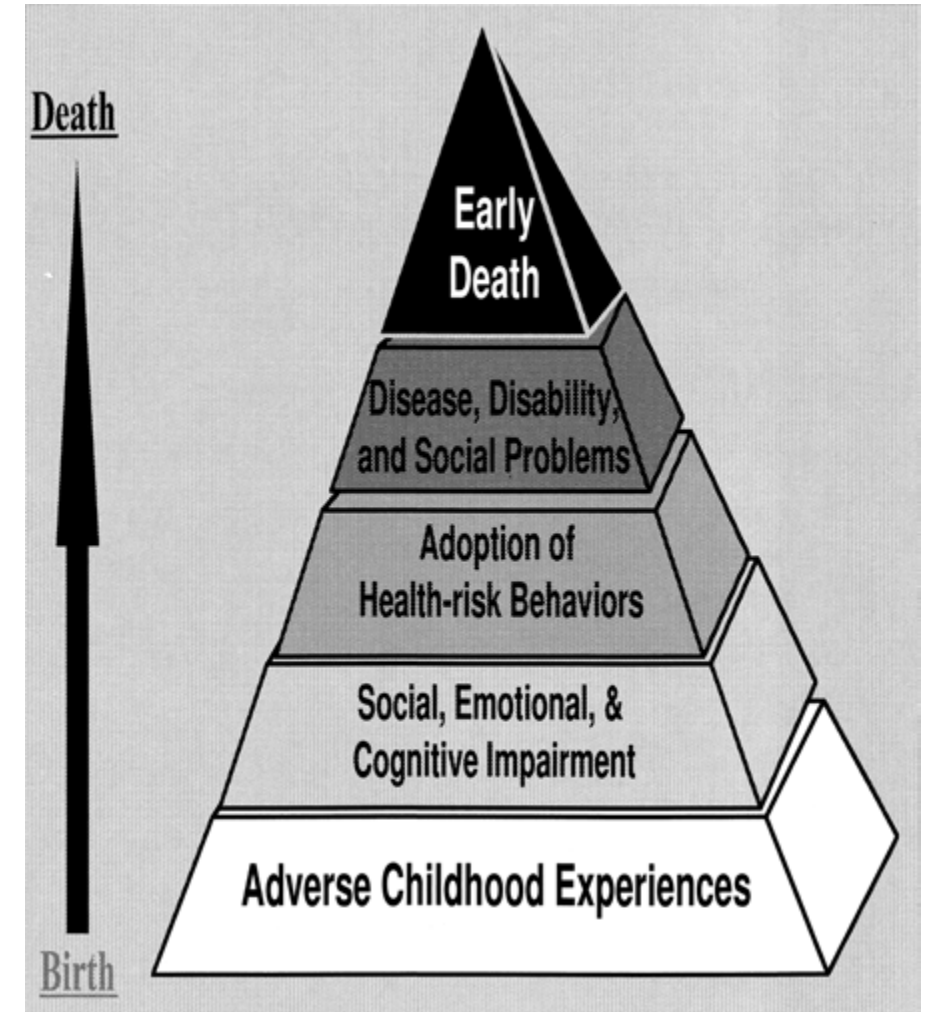 Death
Early
Death
Disease, Disability,
and Social Problems
Adoption of
Health-risk Behaviors
Social, Emotional, &
Cognitive Impairment
Adverse Childhood Experiences
Birth